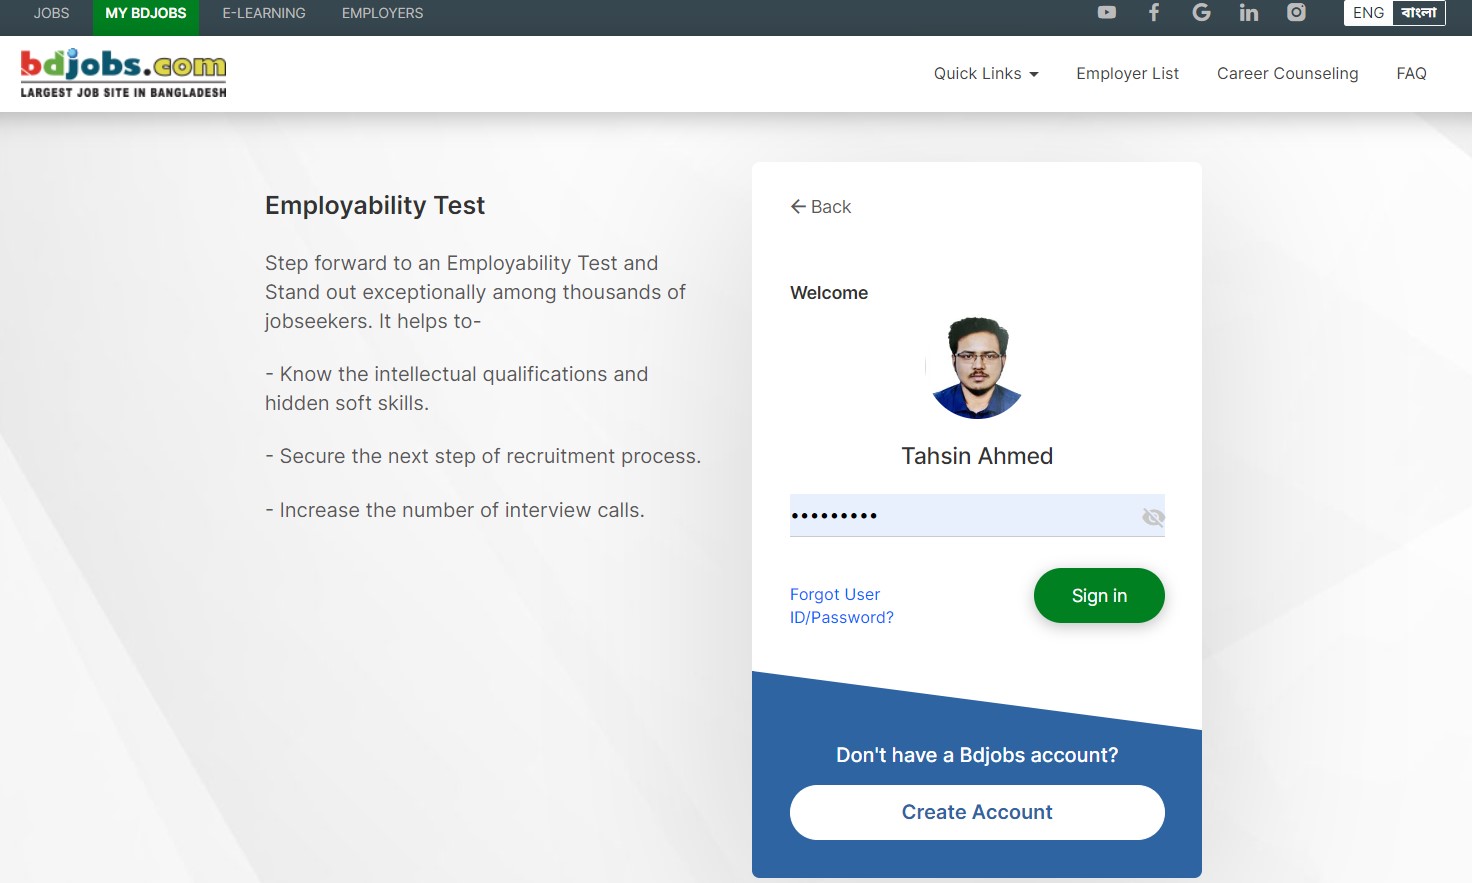 JOBS MY BDJOBS E-LEARNING EMPLOYERS ENG বাংলা
bdjobs.com
LARGEST JOB SITE IN BANGLADESH
Quick Links Employer List Career Counseling FAQ
Employability Test
Step forward to an Employability Test and
Stand out exceptionally among thousands of
jobseekers. It helps to-
- Know the intellectual qualifications and
hidden soft skills.
- Secure the next step of recruitment process.
- Increase the number of interview calls.
Back
Welcome
Tahsin Ahmed
•••••••••
Forgot User
ID/Password?
Sign in
Don't have a Bdjobs account?
Create Account